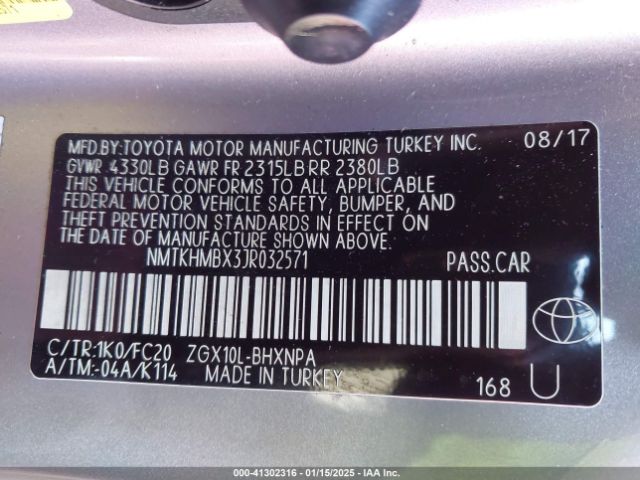 MFD.BY:TOYOTA MOTOR MANUFACTURING TURKEY INC. 08/17
GVWR 4330LB GAWR FR 2315LB RR 2380LB
THIS VEHICLE CONFORMS TO ALL APPLICABLE
FEDERAL MOTOR VEHICLE SAFETY, BUMPER, AND
THEFT PREVENTION STANDARDS IN EFFECT ON
THE DATE OF MANUFACTURE SHOWN ABOVE.
NMTKHMBX3JR032571 PASS.CAR
C/TR:1K0/FC20 ZGX10L-BHXNPA
A/TM:-04A/K114 MADE IN TURKEY
168 U
000-41302316 - 01/15/2025 - IAA Inc.